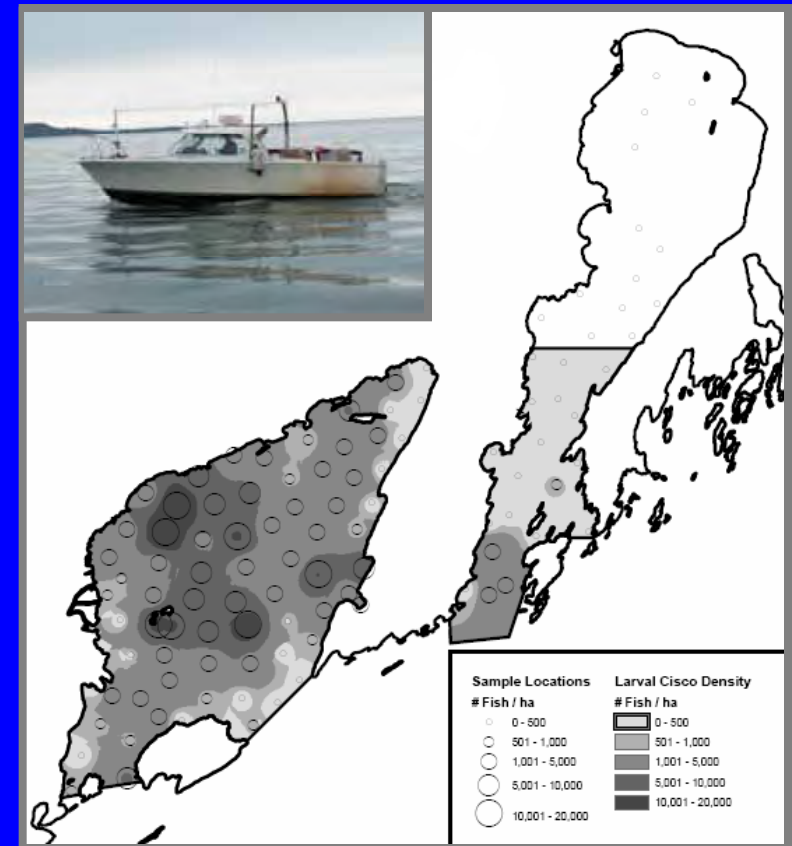 Sample Locations Larval Cisco Density
# Fish / ha # Fish / ha
0 - 500 0 - 500
501 - 1,000 501 - 1,000
1,001 - 5,000 1,001 - 5,000
5,001 - 10,000 5,001 - 10,000
10,001 - 20,000 10,001 - 20,000